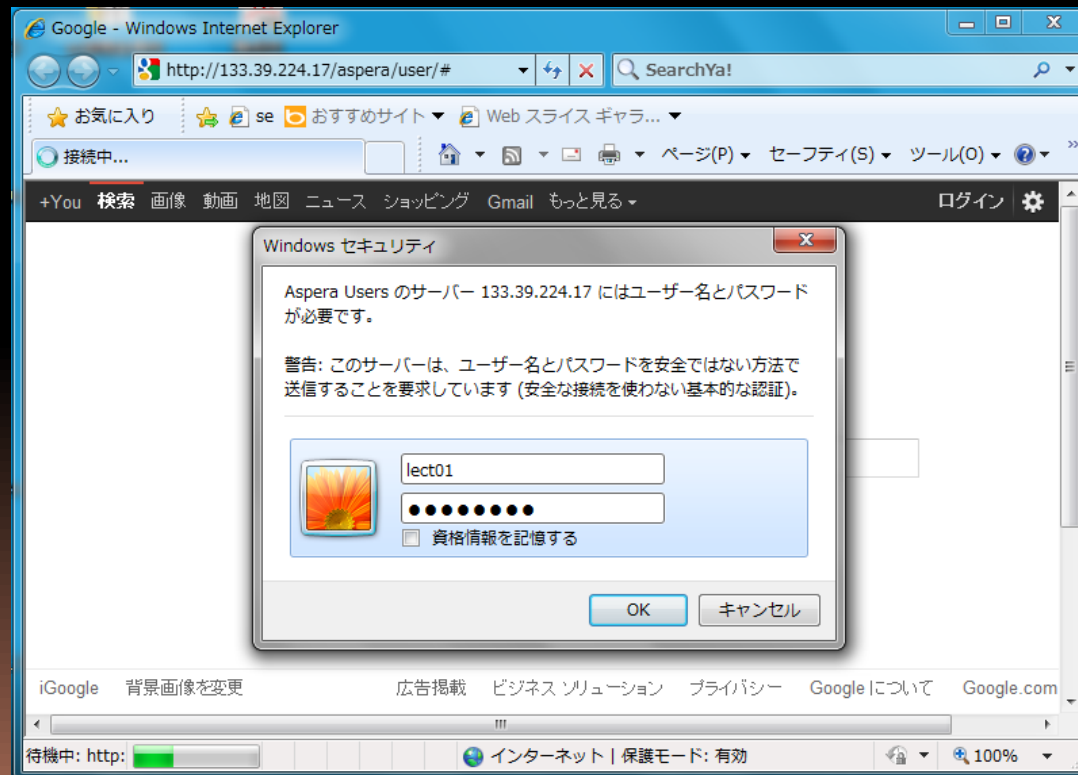 Google - Windows Internet Explorer
http://133.39.224.17/aspera/user/#
SearchYa!
お気に入り
se
おすすめサイト
Web スライス ギャラ...
接続中...
ページ(P)
セーフティ(S)
ツール(O)
+You 検索 画像 動画 地図 ニュース ショッピング Gmail もっと見る
ログイン
Windows セキュリティ
Aspera Users のサーバー 133.39.224.17 にはユーザー名とパスワード
が必要です。
警告: このサーバーは、ユーザー名とパスワードを安全ではない方法で
送信することを要求しています (安全な接続を使わない基本的な認証)。
lect01
●●●●●●●●
資格情報を記憶する
OK
キャンセル
iGoogle 背景画像を変更 広告掲載 ビジネス ソリューション プライバシー Google について Google.com
待機中: http:
インターネット | 保護モード: 有効
100%